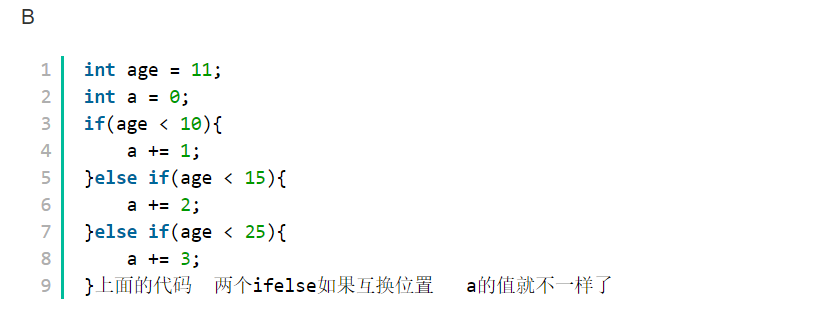 B
1 int age = 11;
2 int a = 0;
3 if(age < 10){
4     a += 1;
5 }else if(age < 15){
6     a += 2;
7 }else if(age < 25){
8     a += 3;
9 }上面的代码  两个ifelse如果互换位置   a的值就不一样了